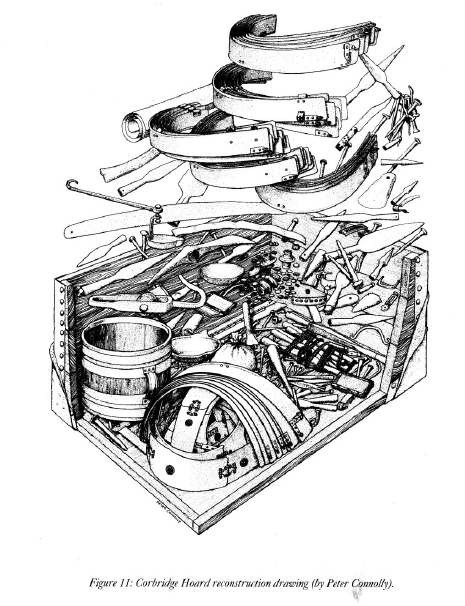 Figure 11: Corbridge Hoard reconstruction drawing (by Peter Connolly).